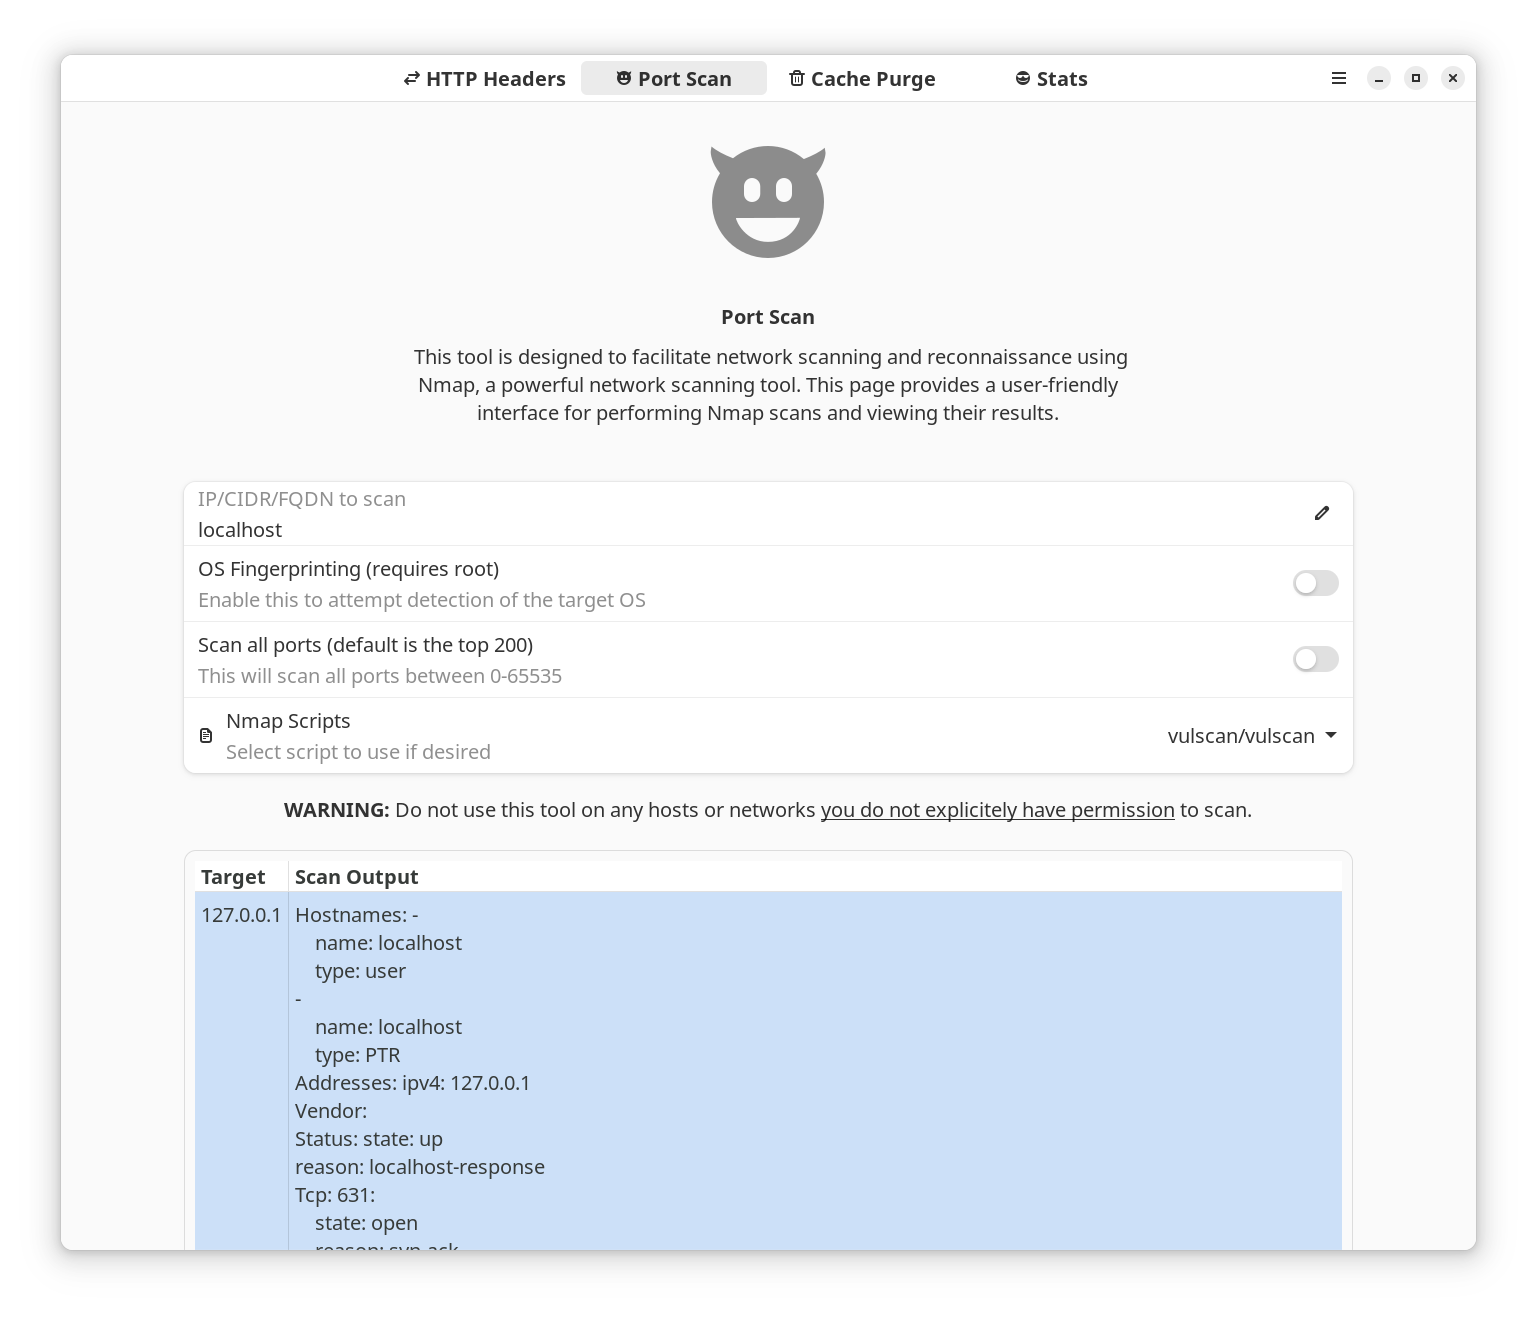 HTTP Headers
Port Scan
Cache Purge
Stats
Port Scan
This tool is designed to facilitate network scanning and reconnaissance using
Nmap, a powerful network scanning tool. This page provides a user-friendly
interface for performing Nmap scans and viewing their results.
IP/CIDR/FQDN to scan
localhost
OS Fingerprinting (requires root)
Enable this to attempt detection of the target OS
Scan all ports (default is the top 200)
This will scan all ports between 0-65535
Nmap Scripts
Select script to use if desired
vulscan/vulscan
WARNING: Do not use this tool on any hosts or networks you do not explicitely have permission to scan.
Target
Scan Output
127.0.0.1
Hostnames: -
name: localhost
type: user
-
name: localhost
type: PTR
Addresses: ipv4: 127.0.0.1
Vendor:
Status: state: up
reason: localhost-response
Tcp: 631:
state: open
reason: syn-ack